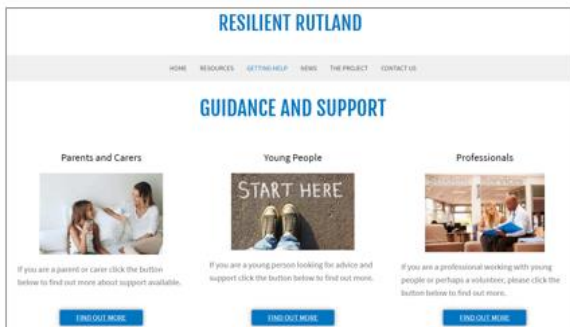 RESILIENT RUTLAND
HOME RESOURCES GETTING HELP NEWS THE PROJECT CONTACT US
GUIDANCE AND SUPPORT
Parents and Carers
START HERE
If you are a parent or carer click the button
below to find out more about support available.
FIND OUT MORE
Young People
If you are a young person looking for advice and
support click the button below to find out more.
FIND OUT MORE
Professionals
If you are a professional working with young
people or perhaps a volunteer, please click the
button below to find out more.
FIND OUT MORE